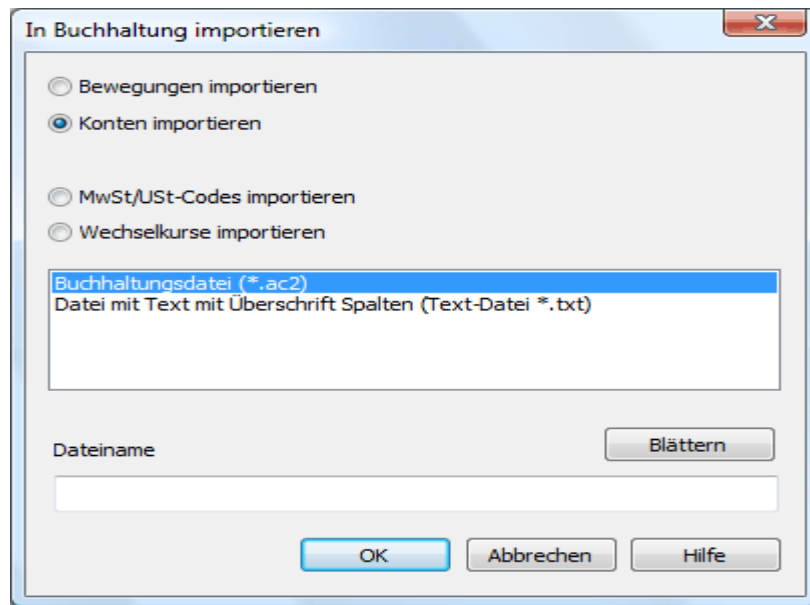 In Buchhaltung importieren
Bewegungen importieren
Konten importieren
MwSt/USt-Codes importieren
Wechselkurse importieren
Buchhaltungsdatei (*.ac2)
Datei mit Text mit Überschrift Spalten (Text-Datei *.txt)
Dateiname
Blättern
OK
Abbrechen
Hilfe